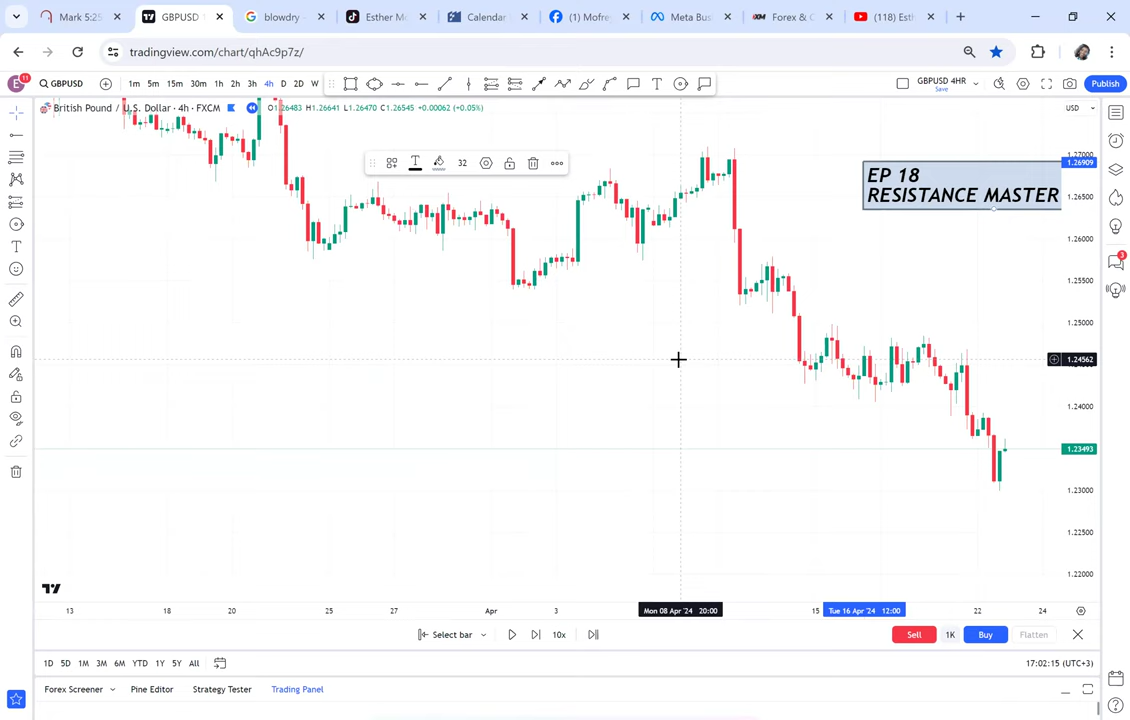 Mark 5:25
GBPUSD
blowdry -
Esther Me
Calendar
(1) Mofre
Meta Bus
Forex & C
(118) Esth
tradingview.com/chart/qhAc9p7z/
E
11
GBPUSD
1m 5m 15m 30m 1h 2h 3h 4h D 2D W
GBPUSD 4HR
Save
Publish
British Pound / U.S. Dollar · 4h · FXCM
O1.26483 H1.26641 L1.26470 C1.26545 +0.00062 (+0.05%)
USD
32
EP 18
RESISTANCE MASTER
1.27000
1.26909
1.26500
1.26000
1.25500
1.25000
1.24562
1.24000
1.23493
1.23000
1.22500
1.22000
3
13 18 20 25 27 Apr 3 Mon 08 Apr '24 20:00 15 Tue 16 Apr '24 12:00 22 24
Select bar 10x Sell 1K Buy Flatten
1D 5D 1M 3M 6M YTD 1Y 5Y All
17:02:15 (UTC+3)
Forex Screener Pine Editor Strategy Tester Trading Panel